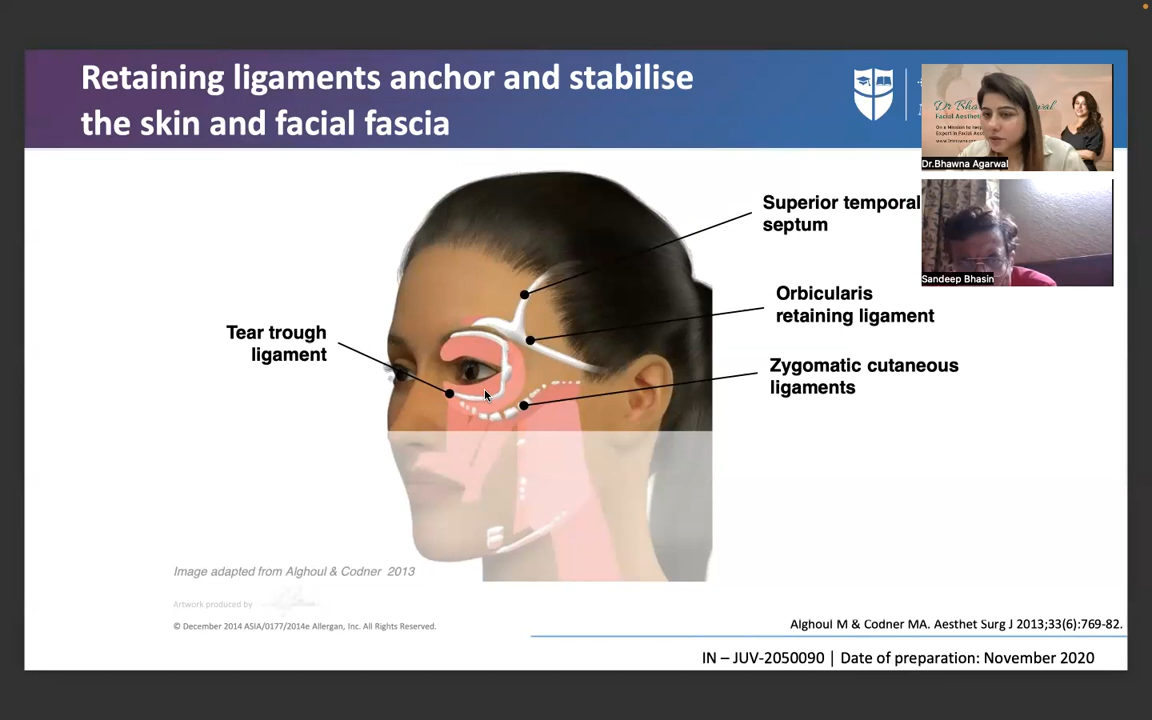 Retaining ligaments anchor and stabilise
the skin and facial fascia
Facial
Dr.Bhawna Agarwal
Sandeep Bhasin
Superior temporal
septum
Orbicularis
retaining ligament
Tear trough
ligament
Zygomatic cutaneous
ligaments
Image adapted from Alghoul & Codner 2013
Artwork produced by
© December 2014 ASIA/0177/2014e Allergan, Inc. All Rights Reserved.
Alghoul M & Codner MA. Aesthet Surg J 2013;33(6):769-82.
IN – JUV-2050090 | Date of preparation: November 2020